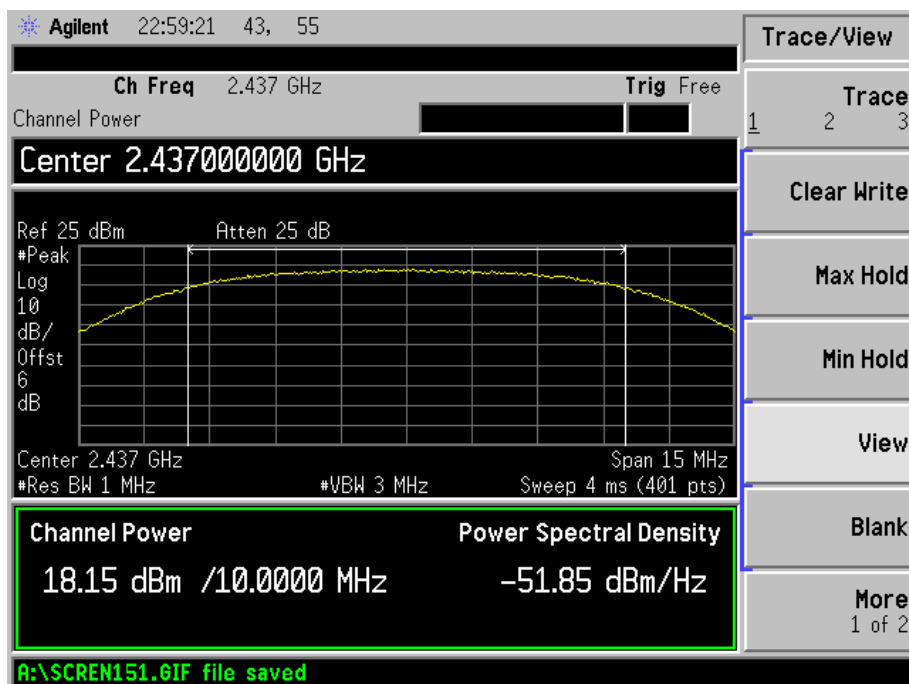 Agilent 22:59:21 43, 55
Trace/View
Ch Freq 2.437 GHz Trig Free
Channel Power
Trace
1 2 3
Center 2.437000000 GHz
Clear Write
Ref 25 dBm Atten 25 dB
#Peak
Log
10
dB/
Offst
6
dB
Max Hold
Min Hold
View
Center 2.437 GHz Span 15 MHz
#Res BW 1 MHz #VBW 3 MHz Sweep 4 ms (401 pts)
Channel Power Power Spectral Density
18.15 dBm /10.0000 MHz -51.85 dBm/Hz
Blank
More
1 of 2
A:\SCREN151.GIF file saved